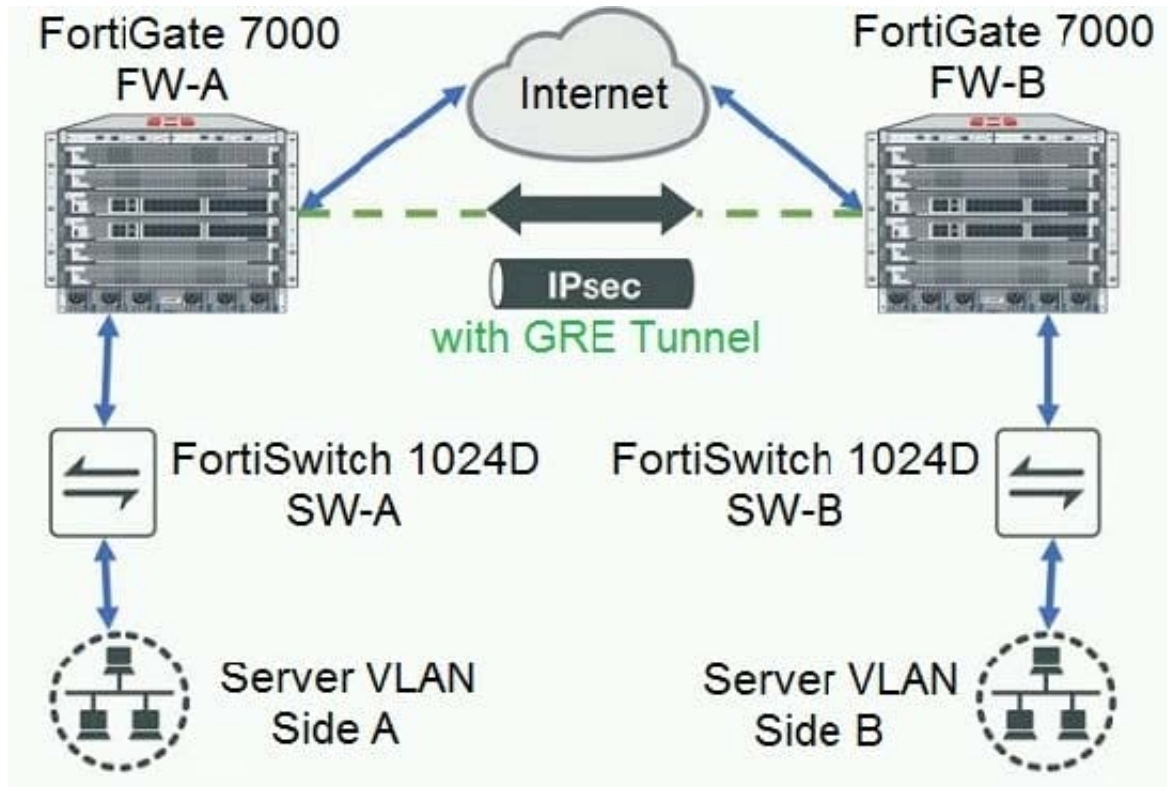 FortiGate 7000
FW-A
Internet
FortiGate 7000
FW-B
IPsec
with GRE Tunnel
FortiSwitch 1024D
SW-A
FortiSwitch 1024D
SW-B
Server VLAN
Side A
Server VLAN
Side B